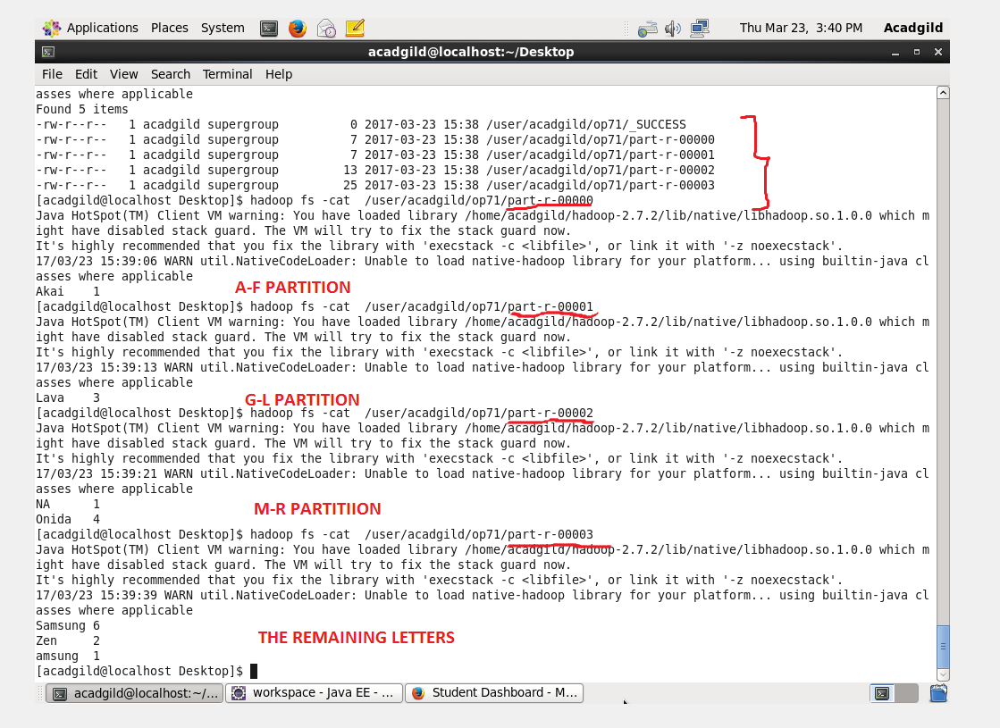 Applications Places System Thu Mar 23, 3:40 PM Acadgild
acadgild@localhost:~/Desktop
File Edit View Search Terminal Help
asses where applicable
Found 5 items
-rw-r--r-- 1 acadgild supergroup 0 2017-03-23 15:38 /user/acadgild/op71/_SUCCESS
-rw-r--r-- 1 acadgild supergroup 7 2017-03-23 15:38 /user/acadgild/op71/part-r-00000
-rw-r--r-- 1 acadgild supergroup 7 2017-03-23 15:38 /user/acadgild/op71/part-r-00001
-rw-r--r-- 1 acadgild supergroup 13 2017-03-23 15:38 /user/acadgild/op71/part-r-00002
-rw-r--r-- 1 acadgild supergroup 25 2017-03-23 15:38 /user/acadgild/op71/part-r-00003
[acadgild@localhost Desktop]$ hadoop fs -cat /user/acadgild/op71/part-r-00000
Java HotSpot(TM) Client VM warning: You have loaded library /home/acadgild/hadoop-2.7.2/lib/native/libhadoop.so.1.0.0 which m
ight have disabled stack guard. The VM will try to fix the stack guard now.
It's highly recommended that you fix the library with 'execstack -c <libfile>', or link it with '-z noexecstack'.
17/03/23 15:39:06 WARN util.NativeCodeLoader: Unable to load native-hadoop library for your platform... using builtin-java cl
asses where applicable
A-F PARTITION
Akai 1
[acadgild@localhost Desktop]$ hadoop fs -cat /user/acadgild/op71/part-r-00001
Java HotSpot(TM) Client VM warning: You have loaded library /home/acadgild/hadoop-2.7.2/lib/native/libhadoop.so.1.0.0 which m
ight have disabled stack guard. The VM will try to fix the stack guard now.
It's highly recommended that you fix the library with 'execstack -c <libfile>', or link it with '-z noexecstack'.
17/03/23 15:39:13 WARN util.NativeCodeLoader: Unable to load native-hadoop library for your platform... using builtin-java cl
asses where applicable
Lava 3
G-L PARTITION
[acadgild@localhost Desktop]$ hadoop fs -cat /user/acadgild/op71/part-r-00002
Java HotSpot(TM) Client VM warning: You have loaded library /home/acadgild/hadoop-2.7.2/lib/native/libhadoop.so.1.0.0 which m
ight have disabled stack guard. The VM will try to fix the stack guard now.
It's highly recommended that you fix the library with 'execstack -c <libfile>', or link it with '-z noexecstack'.
17/03/23 15:39:21 WARN util.NativeCodeLoader: Unable to load native-hadoop library for your platform... using builtin-java cl
asses where applicable
NA 1
M-R PARTITIION
Onida 4
[acadgild@localhost Desktop]$ hadoop fs -cat /user/acadgild/op71/part-r-00003
Java HotSpot(TM) Client VM warning: You have loaded library /home/acadgild/hadoop-2.7.2/lib/native/libhadoop.so.1.0.0 which m
ight have disabled stack guard. The VM will try to fix the stack guard now.
It's highly recommended that you fix the library with 'execstack -c <libfile>', or link it with '-z noexecstack'.
17/03/23 15:39:39 WARN util.NativeCodeLoader: Unable to load native-hadoop library for your platform... using builtin-java cl
asses where applicable
Samsung 6
THE REMAINING LETTERS
Zen 2
amsung 1
[acadgild@localhost Desktop]$
acadgild@localhost:~/... workspace - Java EE - ... Student Dashboard - M...